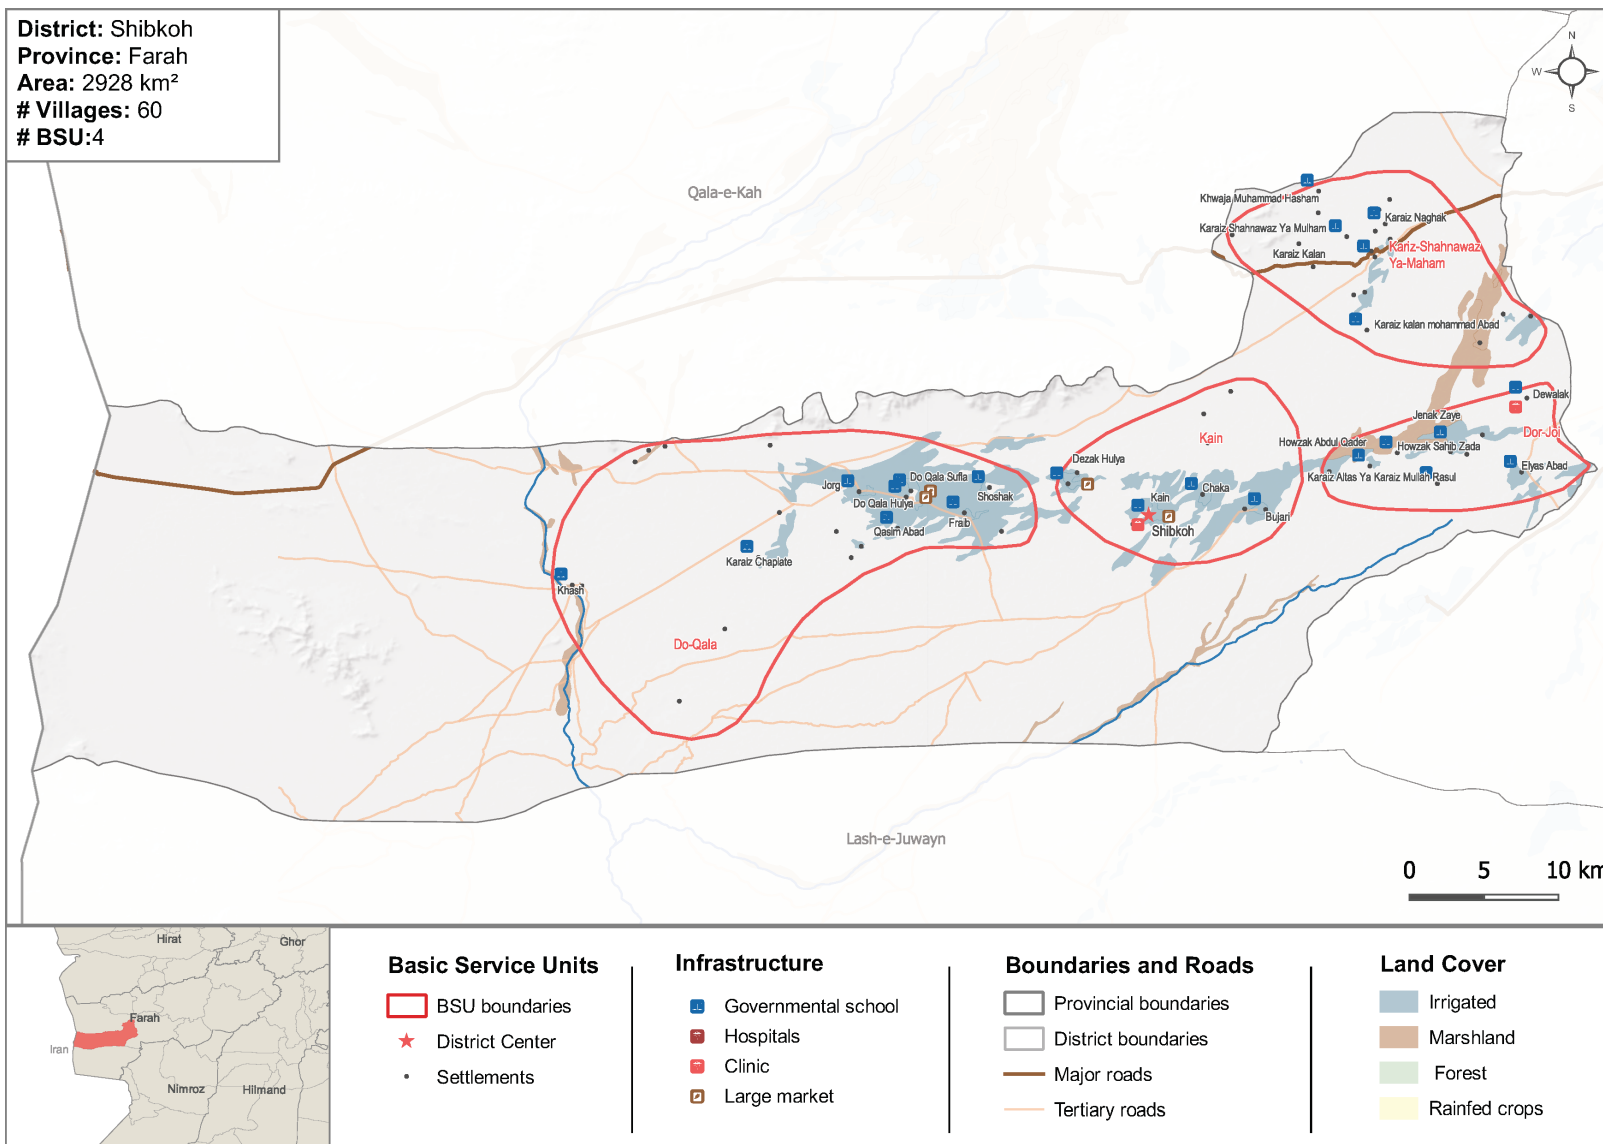 District: Shibkoh
Province: Farah
Area: 2928 km²
# Villages: 60
# BSU:4
N
W
S
Qala-e-Kah
Khwaja Muhammad Hasham
Karaiz Naghak
Karaiz Shahnawaz Ya Mulham
Karaiz Kalan
Kariz-Shahnawaz
Ya-Maham
Karaiz kalan mohammad Abad
Dewalak
Jenak Zaye
Dor-Joi
Kain
Howzak Abdul Qader
Howzak Sahib Zada
Dezak Hulya
Elyas Abad
Karaiz Altas Ya Karaiz Mullah Rasul
Jorg
Do Qala Sufla
Shoshak
Chaka
Kain
Do Qala Hulya
Fraib
Bujari
Qasim Abad
Shibkoh
Karaiz Chaplate
Khash
Do-Qala
Lash-e-Juwayn
0 5 10 km
Hirat
Ghor
Farah
Iran
Nimroz
Hilmand
Basic Service Units
BSU boundaries
District Center
Settlements
Infrastructure
Governmental school
Hospitals
Clinic
Large market
Boundaries and Roads
Provincial boundaries
District boundaries
Major roads
Tertiary roads
Land Cover
Irrigated
Marshland
Forest
Rainfed crops